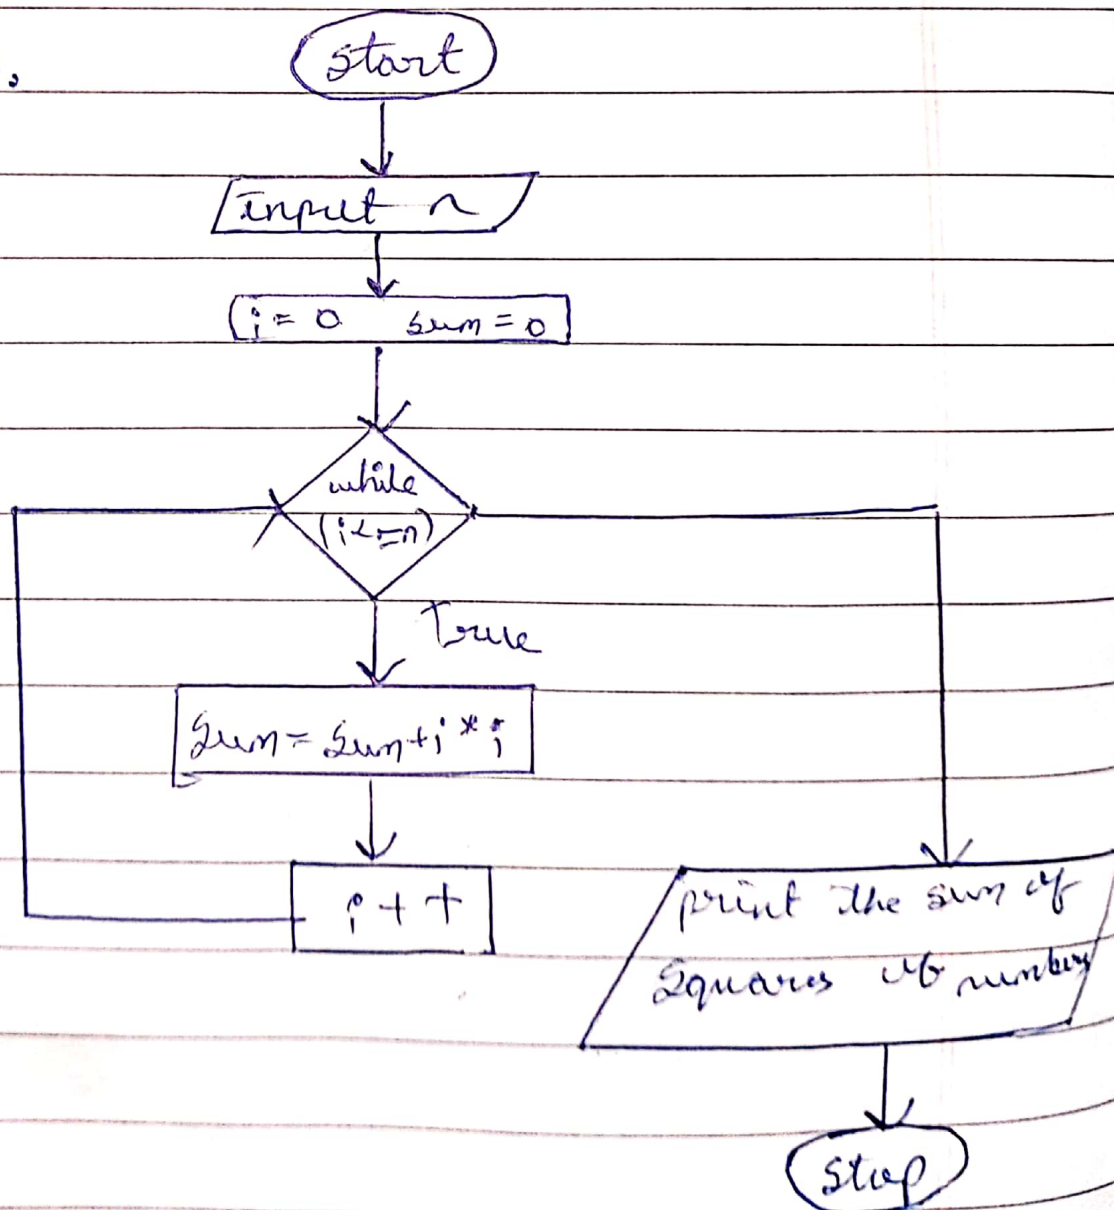 start
input n
i = 0 sum = 0
while
(i<=n)
True
Sum = Sum + i * i
i + +
print the sum of
Squares of numbers
stop